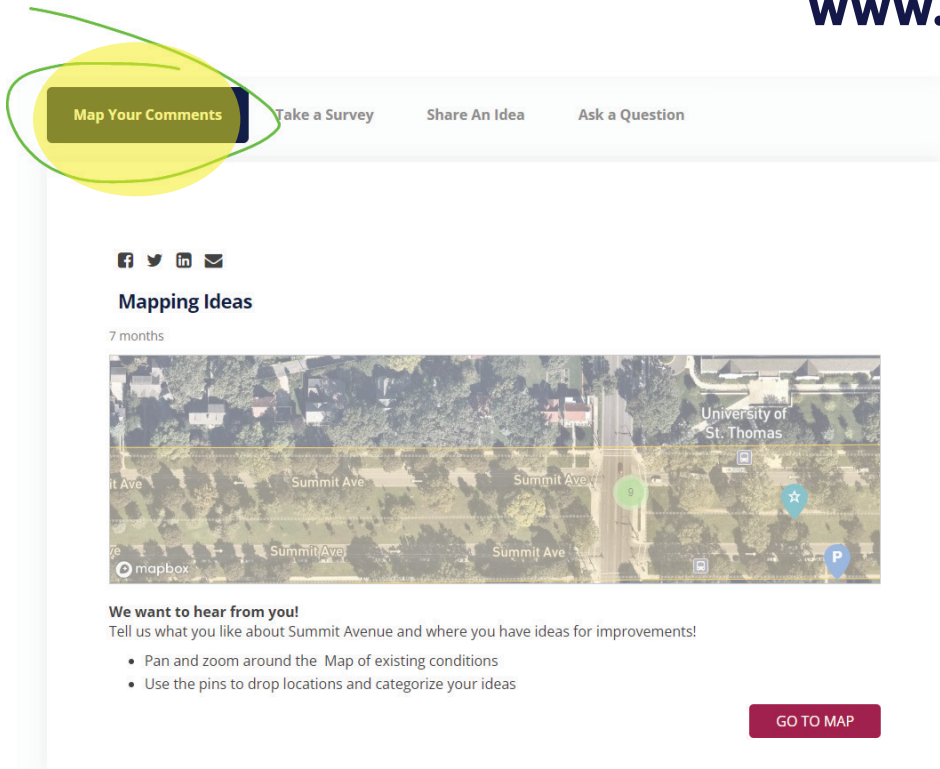 www.
Map Your Comments Take a Survey Share An Idea Ask a Question
Mapping Ideas
7 months
University of
St. Thomas
it Ave Summit Ave Summit Ave
9
Summit Ave Summit Ave
P
mapbox
We want to hear from you!
Tell us what you like about Summit Avenue and where you have ideas for improvements!
• Pan and zoom around the Map of existing conditions
• Use the pins to drop locations and categorize your ideas
GO TO MAP